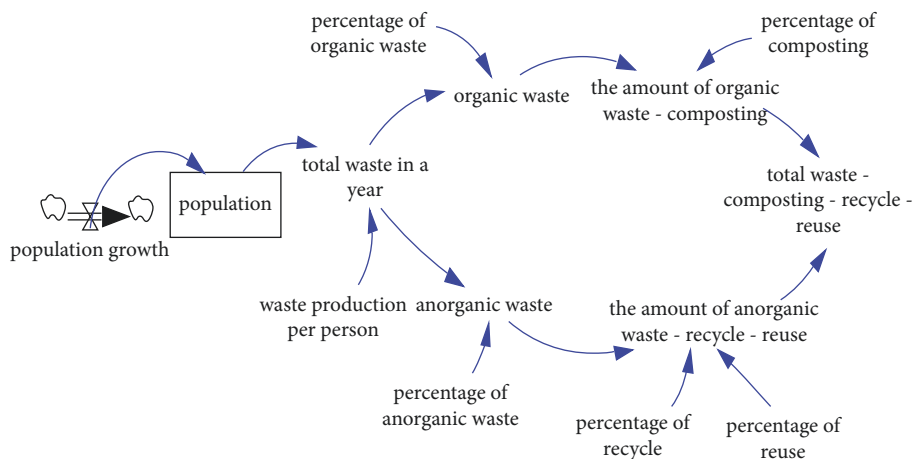 percentage of
organic waste
percentage of
composting
organic waste
the amount of organic
waste - composting
total waste in a
year
total waste -
composting - recycle -
reuse
population
population growth
waste production
per person
anorganic waste
the amount of anorganic
waste - recycle - reuse
percentage of
anorganic waste
percentage of
recycle
percentage of
reuse